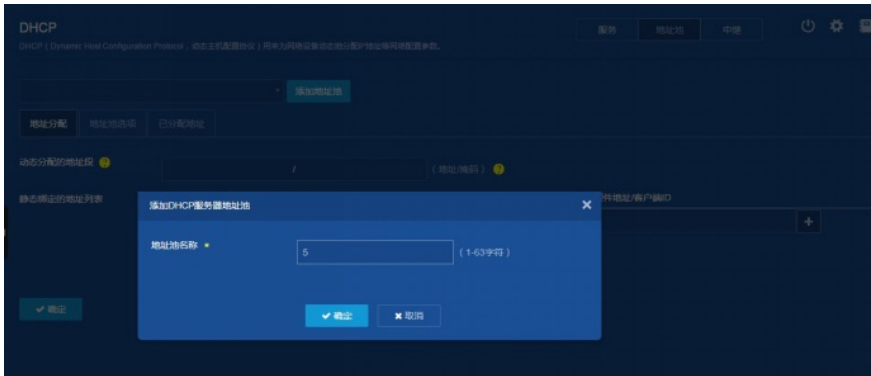 DHCP
DHCP ( Dynamic Host Configuration Protocol , 动态主机配置协议 ) 用来为网络设备动态地分配IP地址等网络配置参数。
服务
地址池
中继
添加地址池
地址分配
地址池选项
已分配地址
动态分配的地址段
/
( 地址/掩码 )
静态绑定的地址列表
件地址/客户端ID
添加DHCP服务器地址池
地址池名称
5
( 1-63字符 )
确定
取消
确定